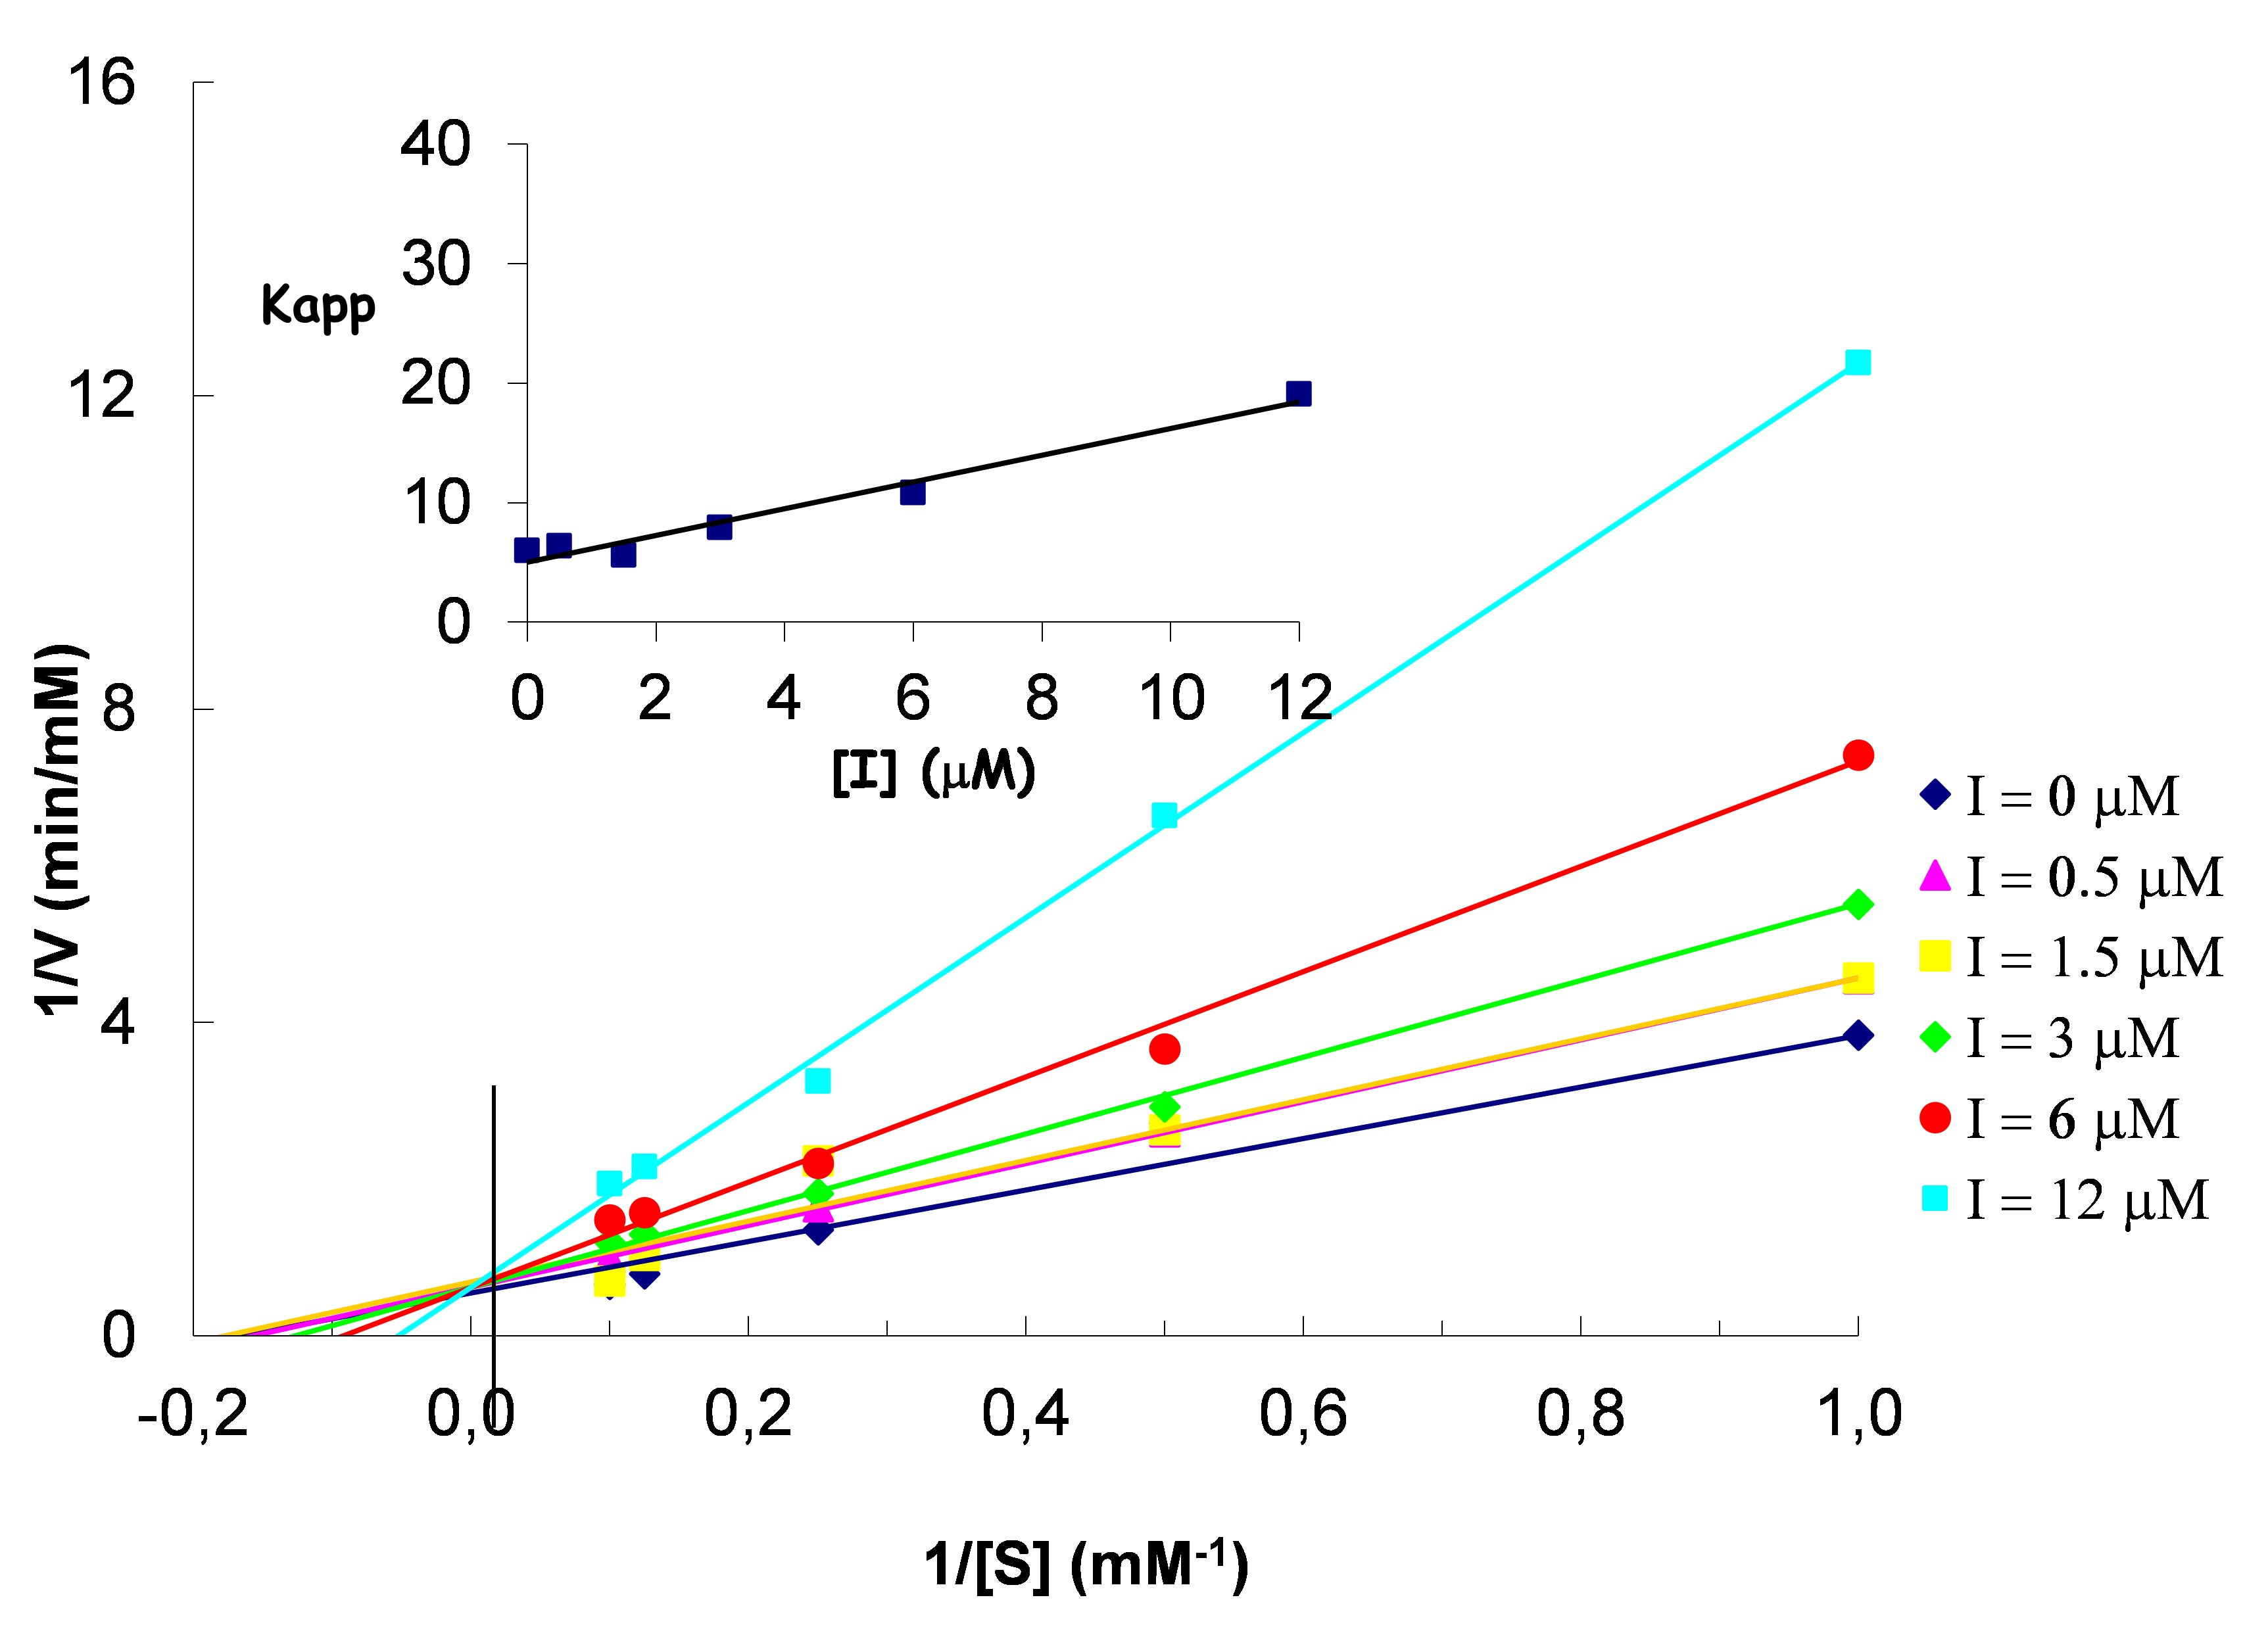 16
12
8
4
0
1/V (min/mM)
40
30
20
10
0
Kapp
0 2 4 6 8 10 12
[I] (µM)
I = 0 µM
I = 0.5 µM
I = 1.5 µM
I = 3 µM
I = 6 µM
I = 12 µM
-0,2 0,0 0,2 0,4 0,6 0,8 1,0
1/[S] (mM-1)